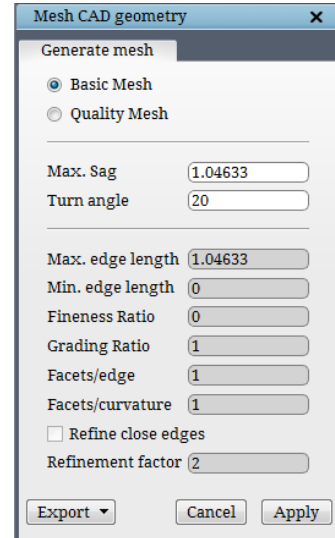 Mesh CAD geometry
Generate mesh
Basic Mesh
Quality Mesh
Max. Sag 1.04633
Turn angle 20
Max. edge length 1.04633
Min. edge length 0
Fineness Ratio 0
Grading Ratio 1
Facets/edge 1
Facets/curvature 1
Refine close edges
Refinement factor 2
Export Cancel Apply